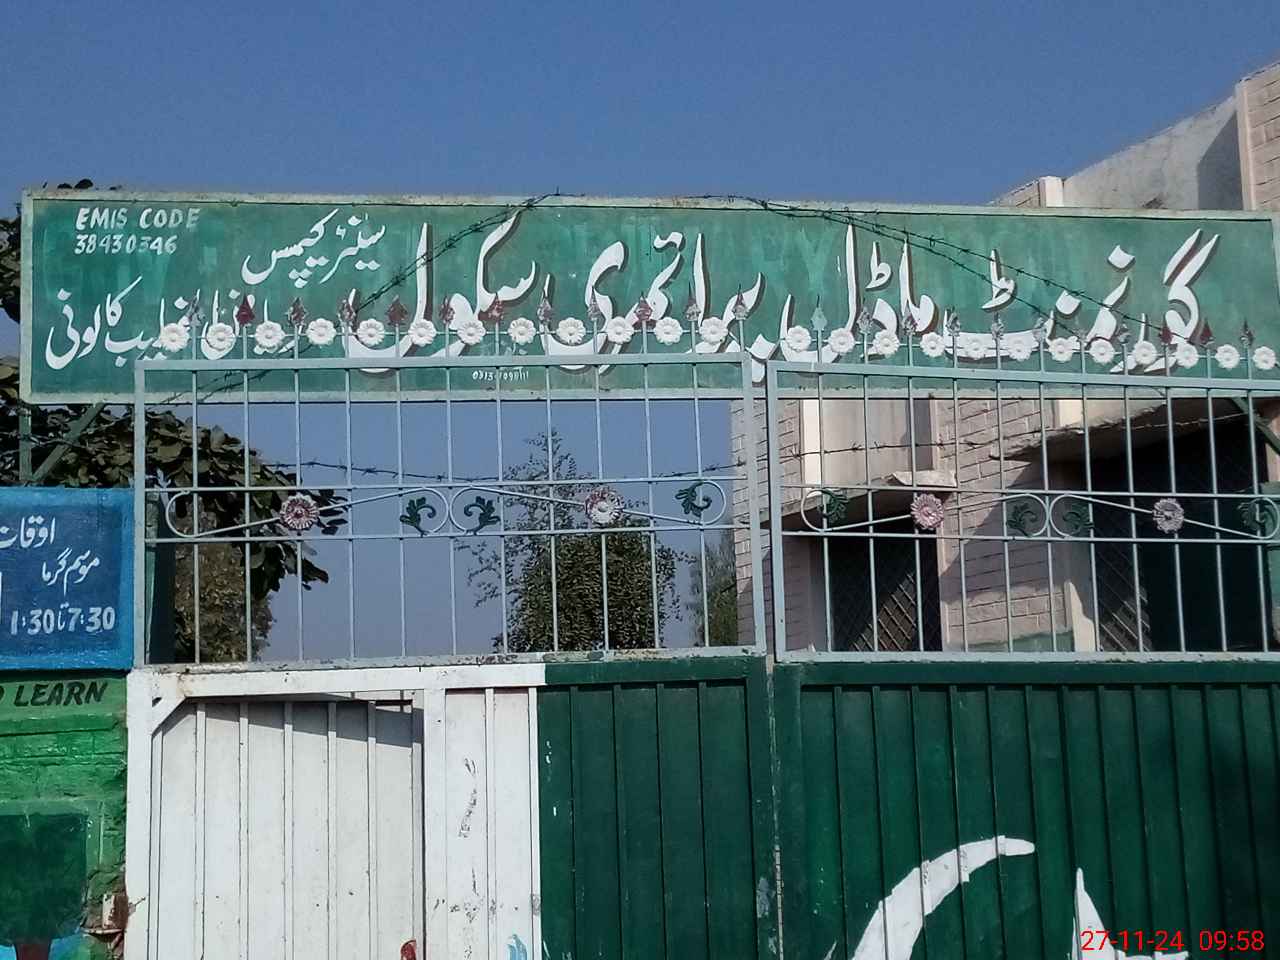 EMIS CODE
38430346
گورنمنٹ ماڈل پرائمری سکول
سینٹر کیمپس
کالونی
اوقات
موسم گرما
1:30 تا 7:30
LEARN
27-11-24 09:58